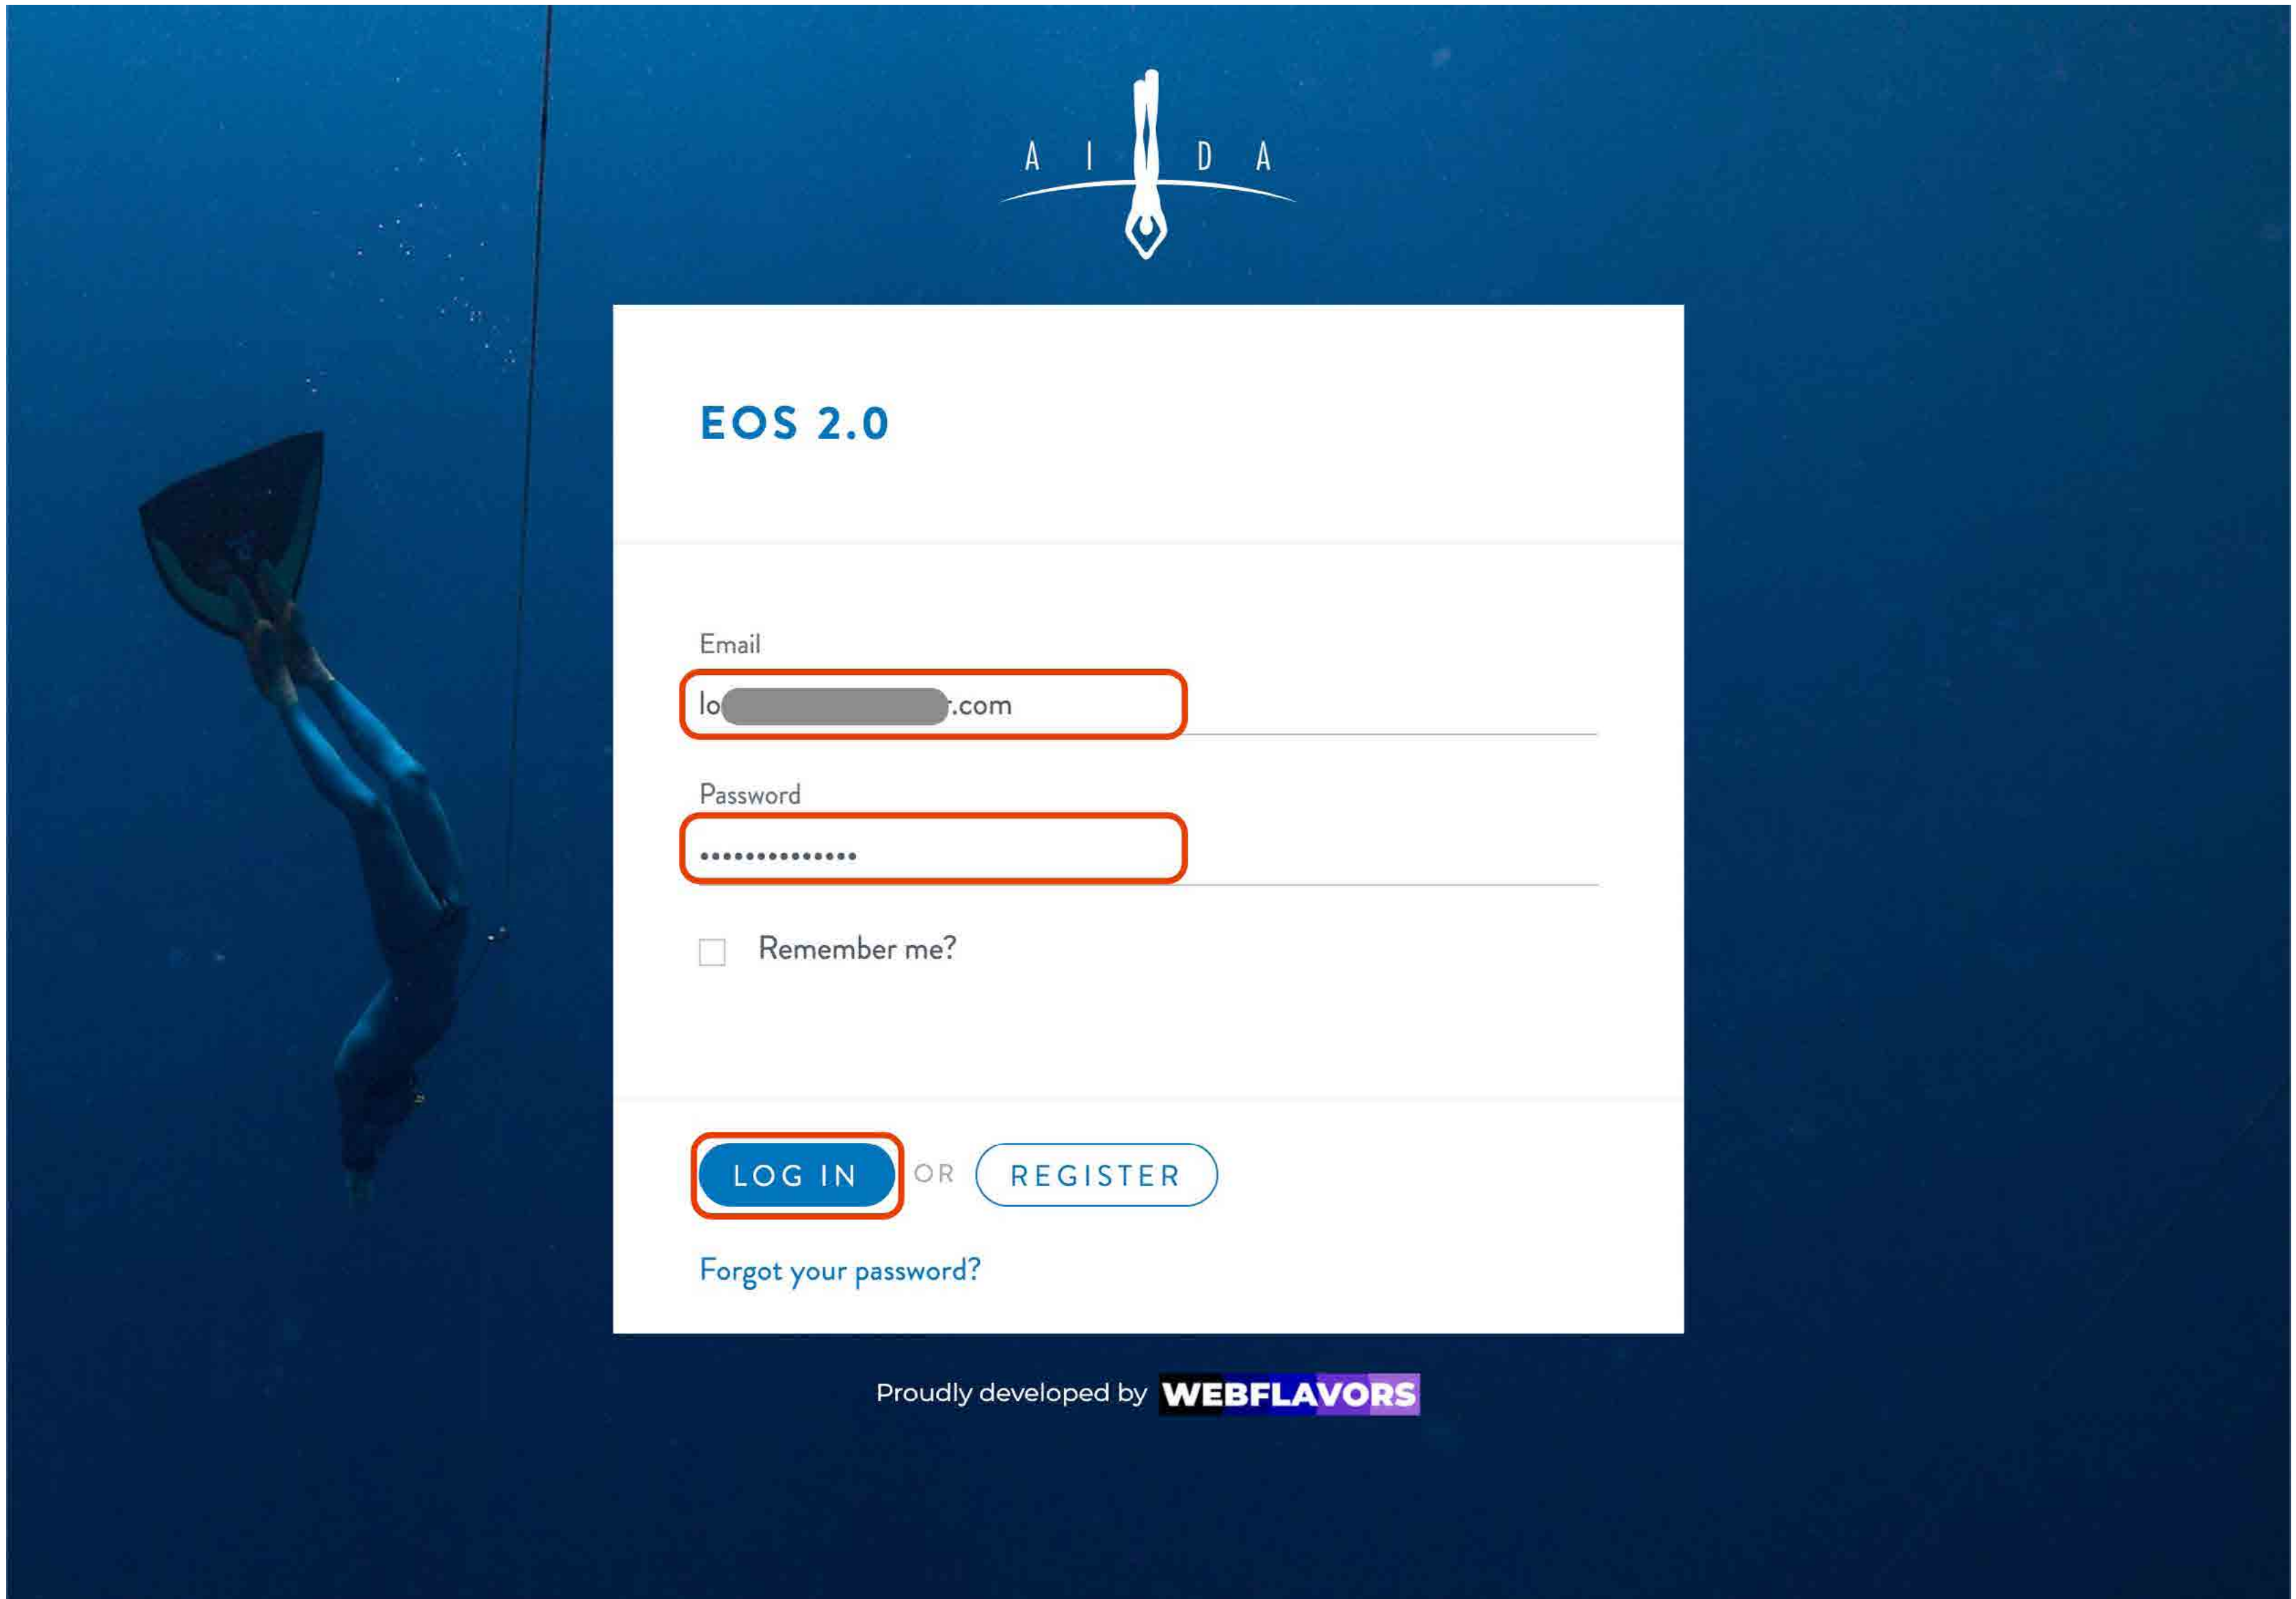 A I D A
EOS 2.0
Email
lo .com
Password
••••••••••••••
Remember me?
LOG IN OR REGISTER
Forgot your password?
Proudly developed by WEBFLAVORS